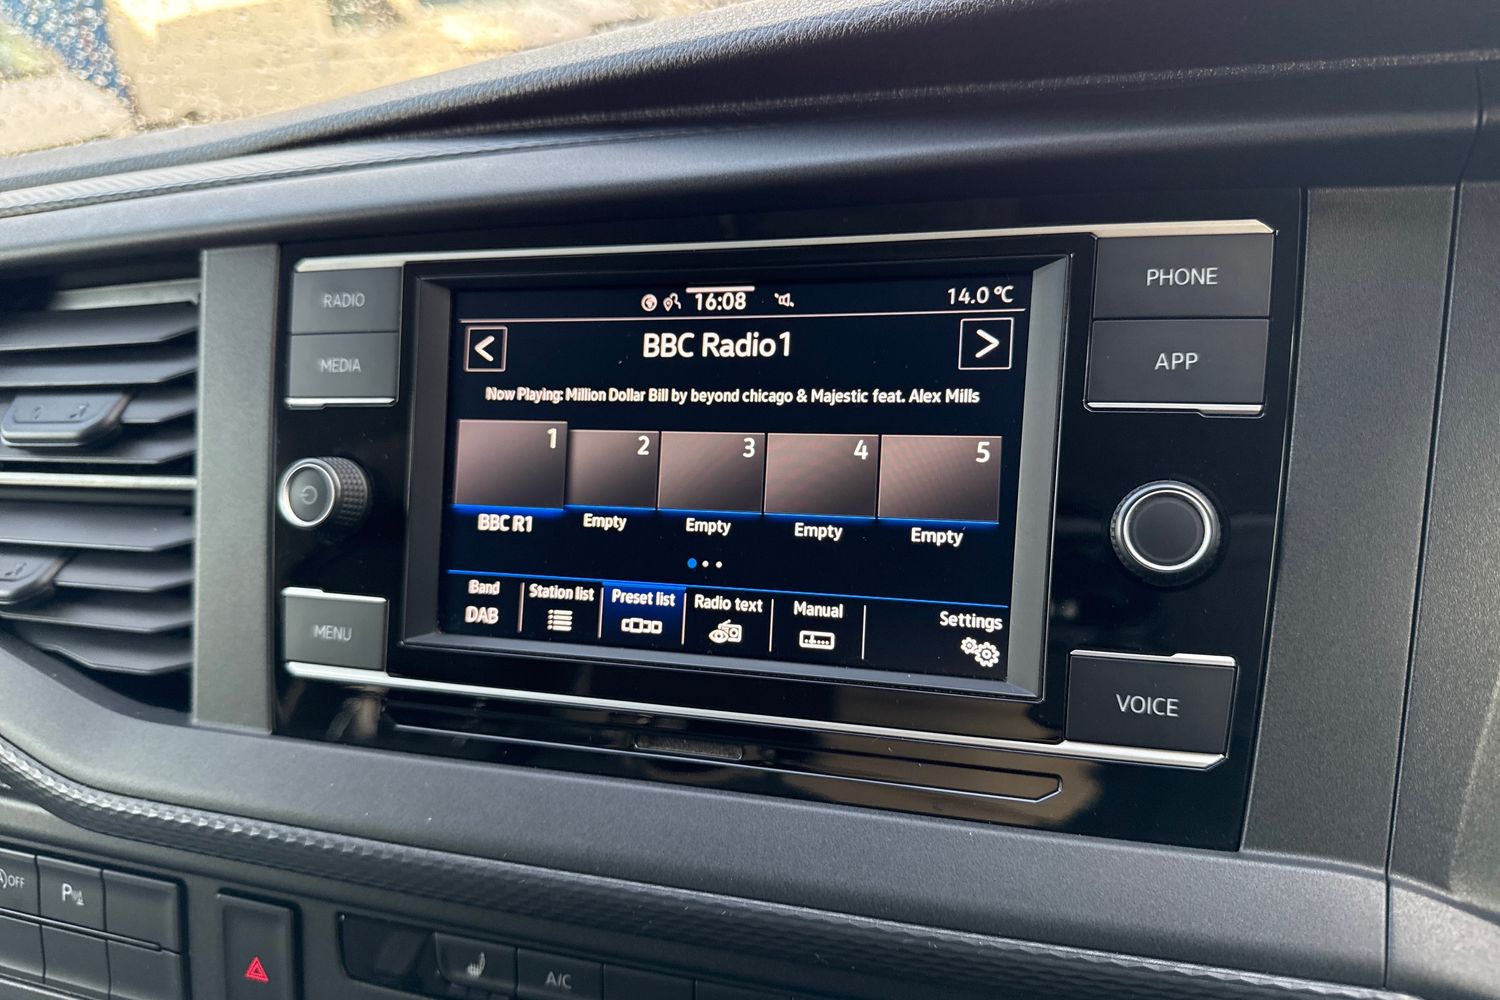 RADIO
MEDIA
MENU
16:08
14.0 °C
<
BBC Radio1
>
Now Playing: Million Dollar Bill by beyond chicago & Majestic feat. Alex Mills
1
2
3
4
5
BBC R1
Empty
Empty
Empty
Empty
Band
DAB
Station list
Preset list
Radio text
Manual
Settings
PHONE
APP
VOICE
OFF
P
A/C